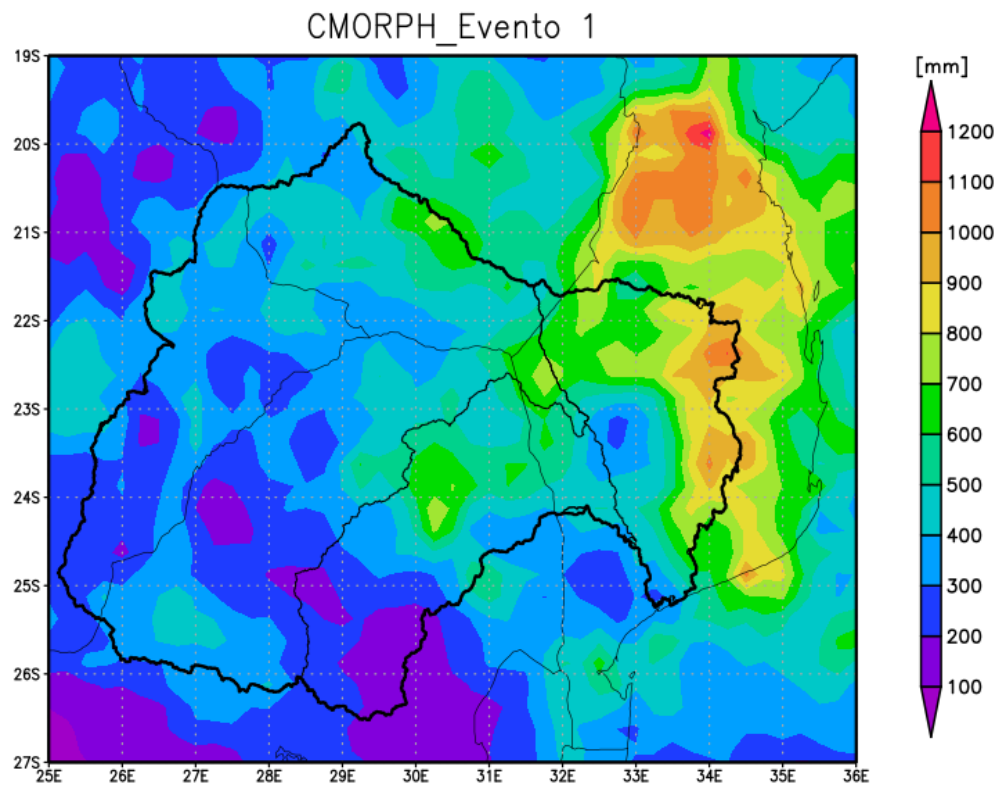 CMORPH_Evento 1
[mm]
19S
20S
21S
22S
23S
24S
25S
26S
27S
25E 26E 27E 28E 29E 30E 31E 32E 33E 34E 35E 36E
1200
1100
1000
900
800
700
600
500
400
300
200
100